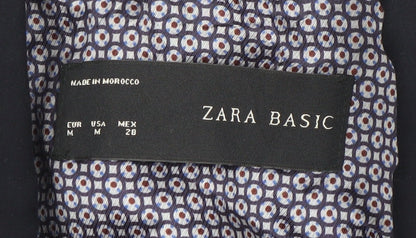 MADE IN MOROCCO
ZARA BASIC
EUR USA MEX
M M 28